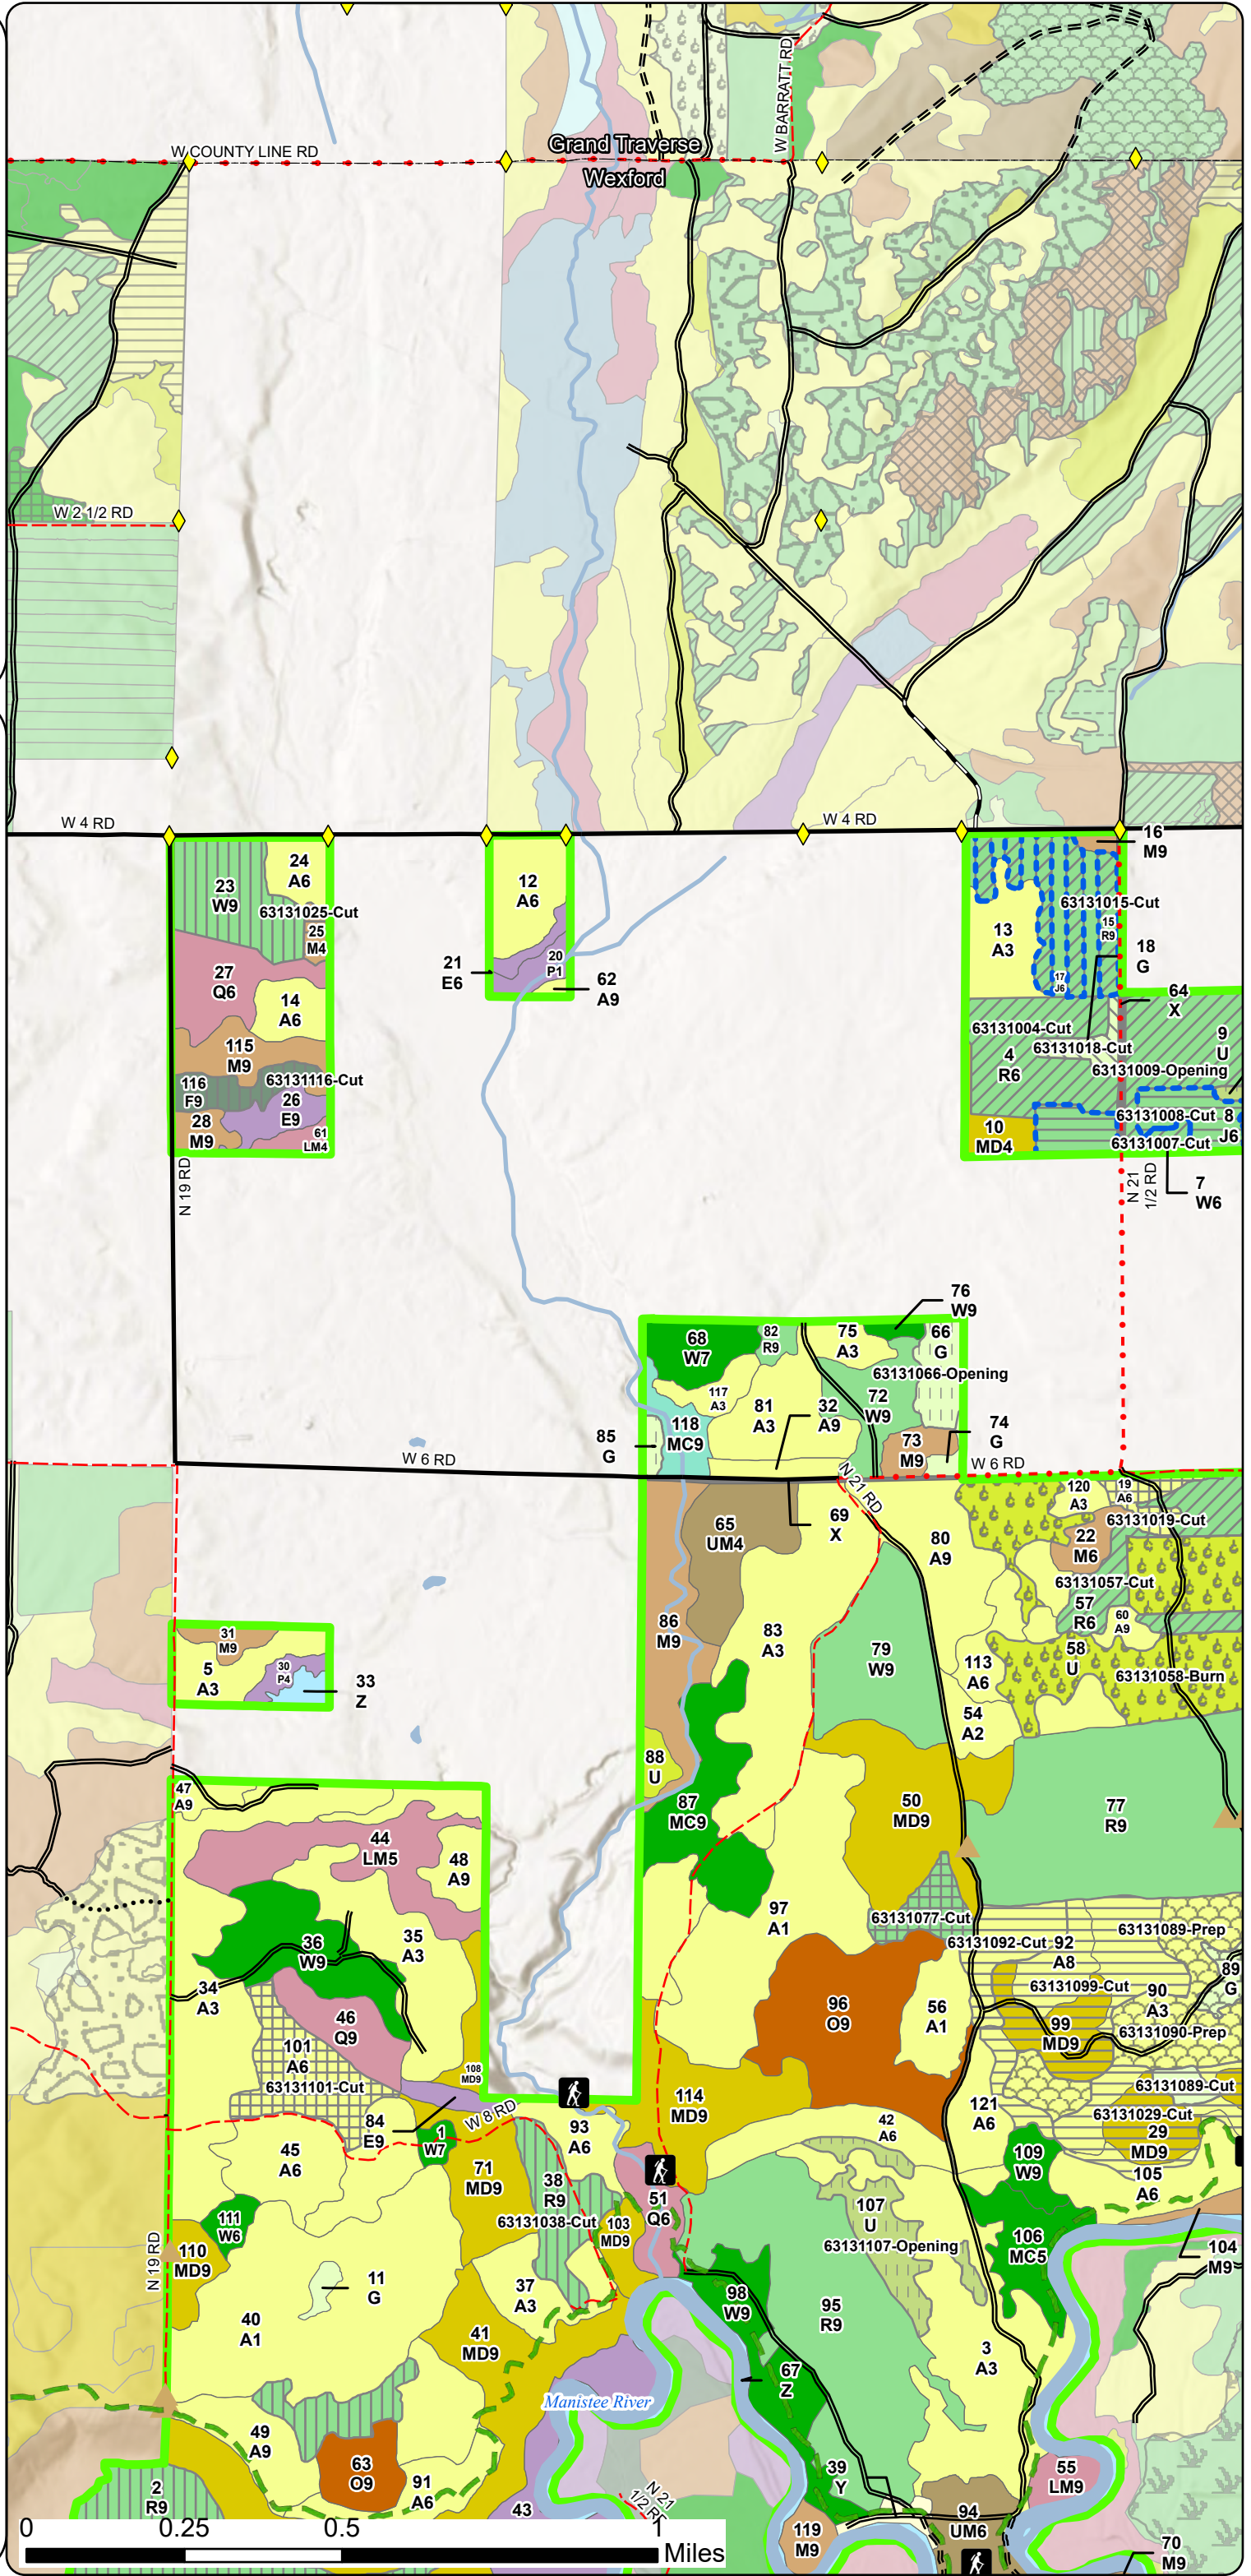 W BARRATT RD
Grand Traverse
W COUNTY LINE RD
Wexford
W 2 1/2 RD
W 4 RD
W 4 RD
16
M9
24
A6
23
W9
12
A6
63131025-Cut
63131015-Cut
25
M4
15
R9
13
A3
18
G
20
P1
21
E6
27
Q6
62
A9
17
J6
14
A6
64
X
63131004-Cut
63131018-Cut
9
U
115
M9
4
R6
63131009-Opening
63131116-Cut
116
F9
26
E9
63131008-Cut
8
J6
28
M9
61
LM4
10
MD4
63131007-Cut
N 19 RD
N 21
1/2 RD
7
W6
76
W9
68
W7
82
R9
75
A3
66
G
63131066-Opening
117
A3
81
A3
32
A9
72
W9
118
MC9
85
G
73
M9
74
G
W 6 RD
W 6 RD
N 21 RD
120
A3
19
A6
63131019-Cut
65
UM4
69
X
80
A9
22
M6
63131057-Cut
57
R6
60
A9
86
M9
83
A3
79
W9
31
M9
5
A3
30
P4
33
Z
113
A6
58
U
63131058-Burn
54
A2
88
U
47
A9
87
MC9
50
MD9
77
R9
44
LM5
48
A9
97
A1
63131077-Cut
63131089-Prep
36
W9
35
A3
63131092-Cut
92
A8
89
G
34
A3
63131099-Cut
90
A3
46
Q9
96
O9
56
A1
99
MD9
63131090-Prep
101
A6
108
MD9
63131101-Cut
63131089-Cut
114
MD9
121
A6
84
E9
W 8 RD
93
A6
42
A6
63131029-Cut
29
MD9
1
W7
45
A6
71
MD9
38
R9
109
W9
105
A6
51
Q6
107
U
111
W6
63131038-Cut
103
MD9
63131107-Opening
106
MC5
104
M9
110
MD9
N 19 RD
11
G
37
A3
98
W9
95
R9
40
A1
41
MD9
3
A3
67
Z
Manistee River
49
A9
63
O9
91
A6
39
Y
55
LM9
2
R9
43
N 21
1/2 RD
94
UM6
119
M9
70
M9
0
0.25
0.5
1
Miles